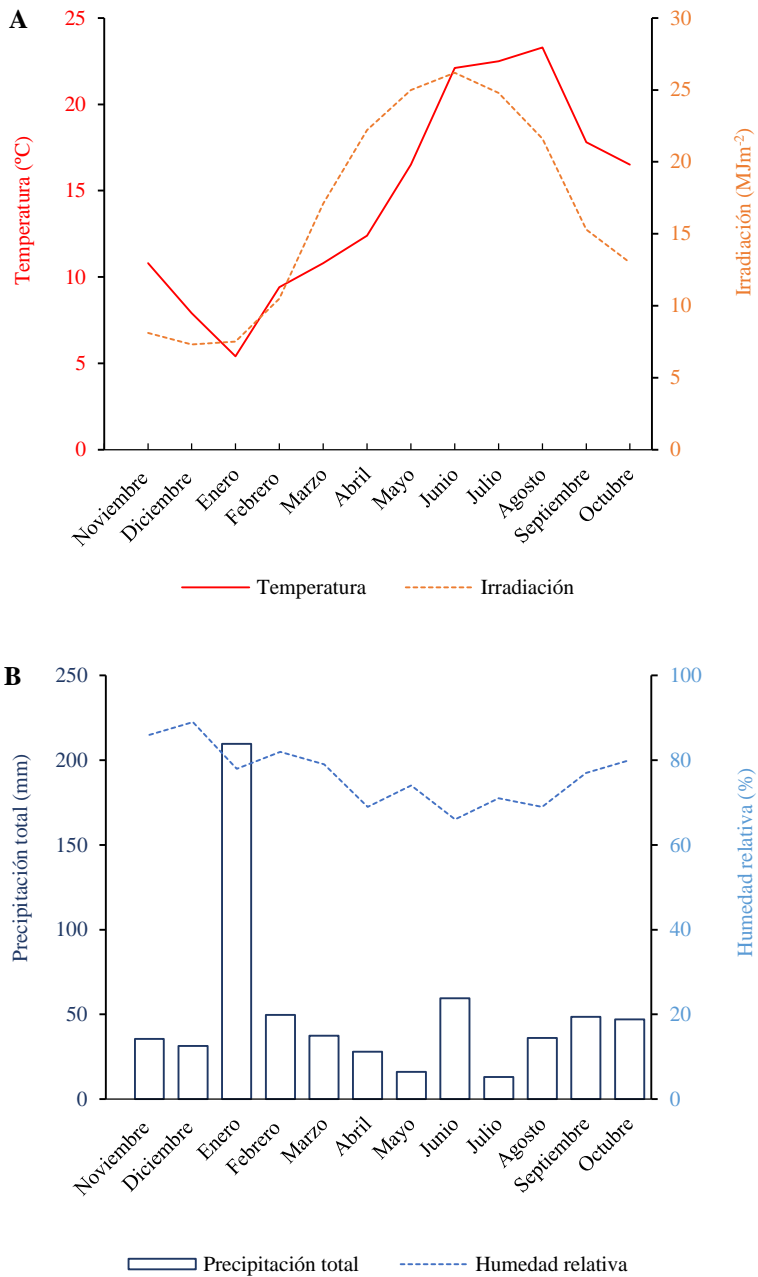 A
25
20
15
10
5
0
Temperatura (ºC)
30
25
20
15
10
5
0
Irradiación (MJm-2)
Noviembre
Diciembre
Enero
Febrero
Marzo
Abril
Mayo
Junio
Julio
Agosto
Septiembre
Octubre
Temperatura
Irradiación
B
250
200
150
100
50
0
Precipitación total (mm)
100
80
60
40
20
0
Humedad relativa (%)
Noviembre
Diciembre
Enero
Febrero
Marzo
Abril
Mayo
Junio
Julio
Agosto
Septiembre
Octubre
Precipitación total
Humedad relativa